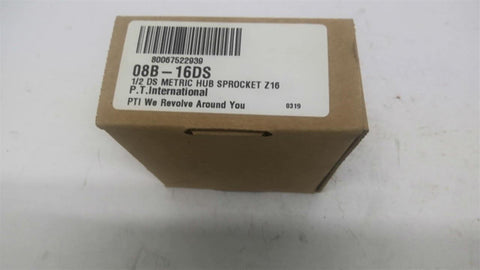 80067522939
08B-16DS
1/2 DS METRIC HUB SPROCKET Z16
P.T.International
PTI We Revolve Around You 0319